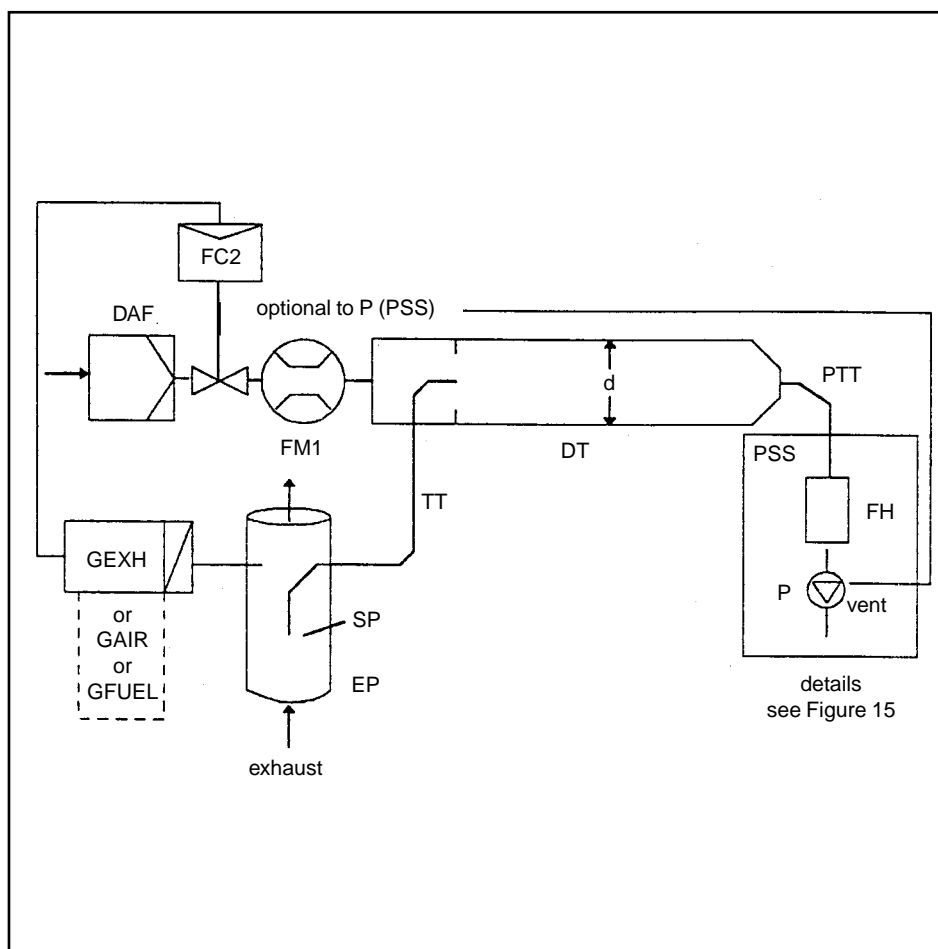 FC2
optional to P (PSS)
DAF
d
PTT
FM1
DT
PSS
TT
FH
GEXH
P
vent
or
GAIR
or
GFUEL
SP
EP
details
see Figure 15
exhaust